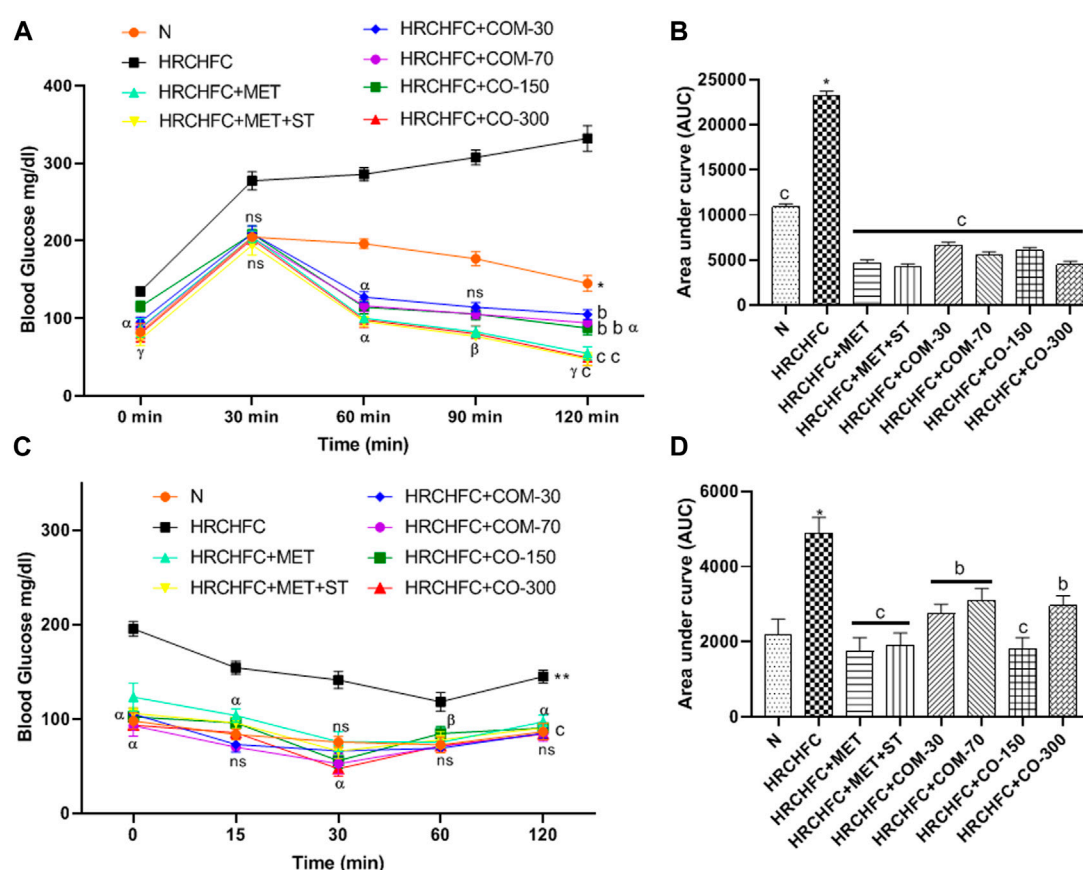 A
N
HRCHFC
HRCHFC+MET
HRCHFC+MET+ST
HRCHFC+COM-30
HRCHFC+COM-70
HRCHFC+CO-150
HRCHFC+CO-300
Blood Glucose mg/dl
400
300
200
100
0
ns
ns
α
γ
α
α
ns
β
*
b
b b α
c c
γ c
0 min
30 min
60 min
90 min
120 min
Time (min)
B
Area under curve (AUC)
25000
20000
15000
10000
5000
0
c
*
c
N
HRCHFC
HRCHFC+MET
HRCHFC+MET+ST
HRCHFC+COM-30
HRCHFC+COM-70
HRCHFC+CO-150
HRCHFC+CO-300
C
N
HRCHFC
HRCHFC+MET
HRCHFC+MET+ST
HRCHFC+COM-30
HRCHFC+COM-70
HRCHFC+CO-150
HRCHFC+CO-300
Blood Glucose mg/dl
300
200
100
0
α
α
α
ns
ns
α
β
ns
**
α
c
ns
0
15
30
60
120
Time (min)
D
Area under curve (AUC)
6000
4000
2000
0
*
c
b
c
b
N
HRCHFC
HRCHFC+MET
HRCHFC+MET+ST
HRCHFC+COM-30
HRCHFC+COM-70
HRCHFC+CO-150
HRCHFC+CO-300